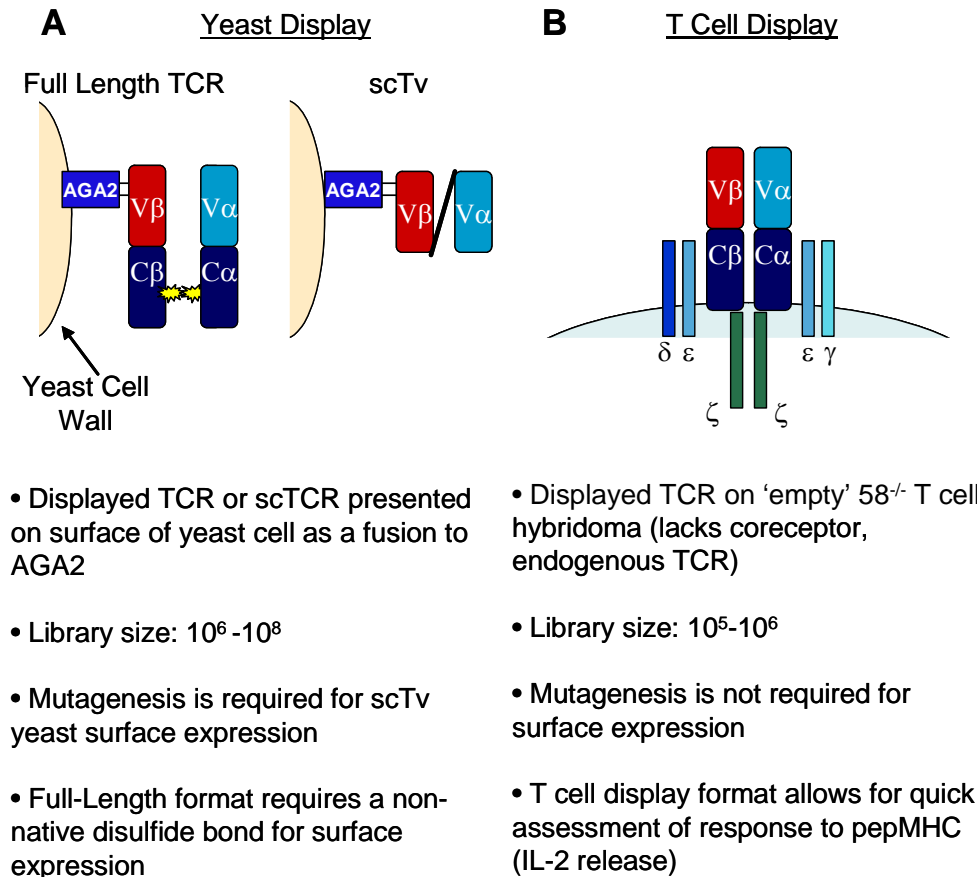 A
Yeast Display
Full Length TCR
scTv
AGA2
Vβ
Vα
Cβ
Cα
AGA2
Vβ
Vα
Yeast Cell
Wall
• Displayed TCR or scTCR presented
on surface of yeast cell as a fusion to
AGA2
• Library size: 10⁶ -10⁸
• Mutagenesis is required for scTv
yeast surface expression
• Full-Length format requires a non-
native disulfide bond for surface
expression
B
T Cell Display
Vβ
Vα
Cβ
Cα
δ
ε
ε
γ
ζ
ζ
• Displayed TCR on ‘empty’ 58⁻/⁻ T cell
hybridoma (lacks coreceptor,
endogenous TCR)
• Library size: 10⁵-10⁶
• Mutagenesis is not required for
surface expression
• T cell display format allows for quick
assessment of response to pepMHC
(IL-2 release)